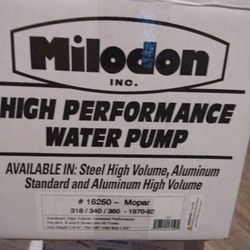 Milodon
INC.
HIGH PERFORMANCE
WATER PUMP
AVAILABLE IN: Steel High Volume, Aluminum
Standard and Aluminum High Volume
# 16250 - Mopar
318 / 340 / 360 - 1970-92